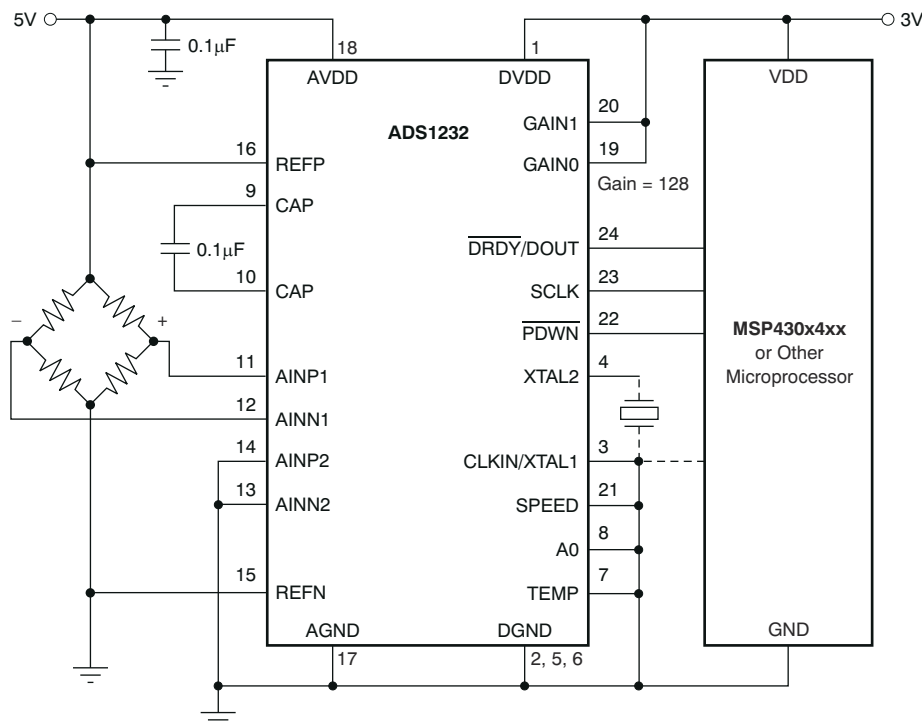 5V
3V
0.1μF
18
1
AVDD
DVDD
VDD
ADS1232
20
GAIN1
16
19
REFP
GAIN0
Gain = 128
9
CAP
0.1μF
24
DRDY/DOUT
10
23
CAP
SCLK
22
PDWN
MSP430x4xx
or Other
Microprocessor
–
+
11
4
AINP1
XTAL2
12
AINN1
14
3
AINP2
CLKIN/XTAL1
13
21
AINN2
SPEED
8
A0
15
7
REFN
TEMP
AGND
DGND
GND
17
2, 5, 6